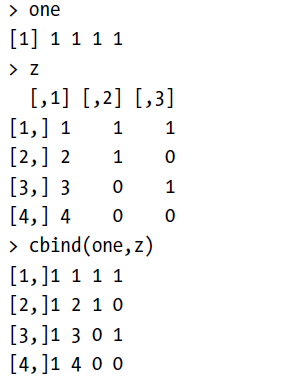 > one
[1] 1 1 1 1
> z
[,1] [,2] [,3]
[1,] 1 1 1
[2,] 2 1 0
[3,] 3 0 1
[4,] 4 0 0
> cbind(one,z)
[1,]1 1 1 1
[2,]1 2 1 0
[3,]1 3 0 1
[4,]1 4 0 0